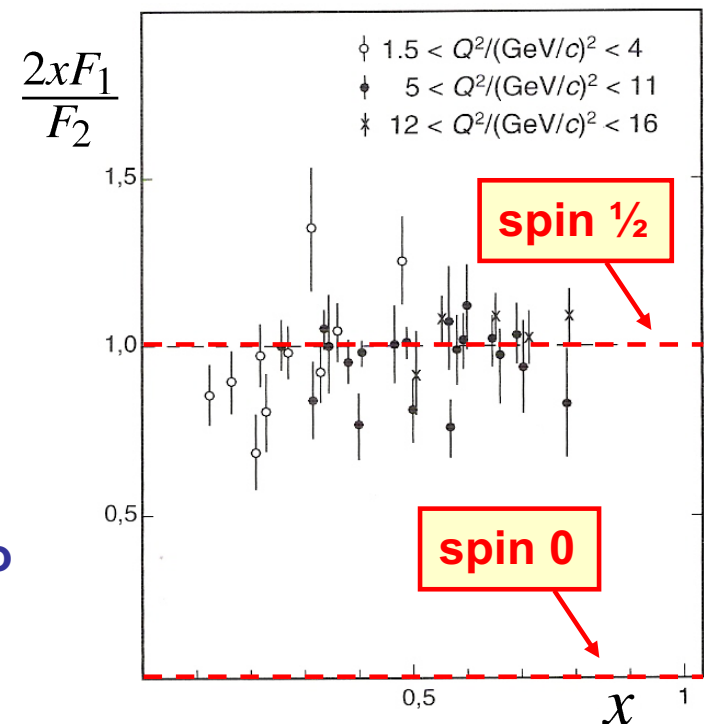 2xF₁
F₂
1.5 < Q²/(GeV/c)² < 4
5 < Q²/(GeV/c)² < 11
12 < Q²/(GeV/c)² < 16
1,5
spin ½
1,0
0,5
spin 0
0,5
1
x